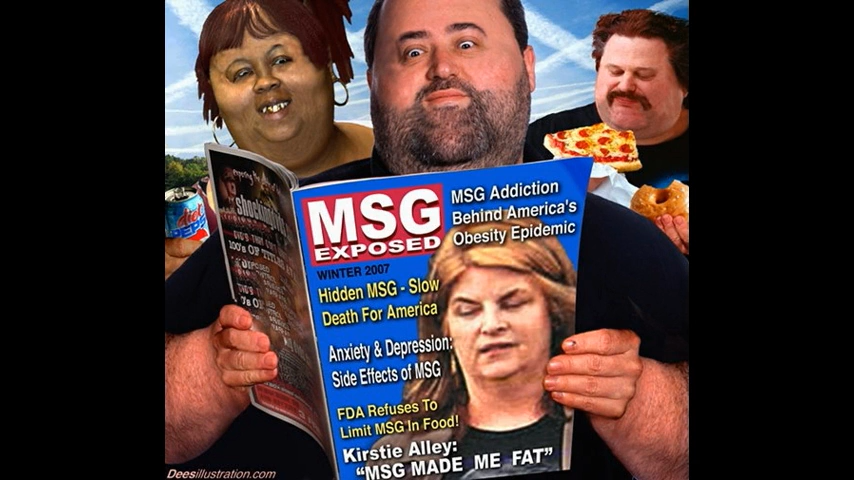 MSG
EXPOSED
WINTER 2007
MSG Addiction
Behind America's
Obesity Epidemic
Hidden MSG - Slow
Death For America
Anxiety & Depression:
Side Effects of MSG
FDA Refuses To
Limit MSG In Food!
Kirstie Alley:
"MSG MADE ME FAT"
diet
Deesillustration.com